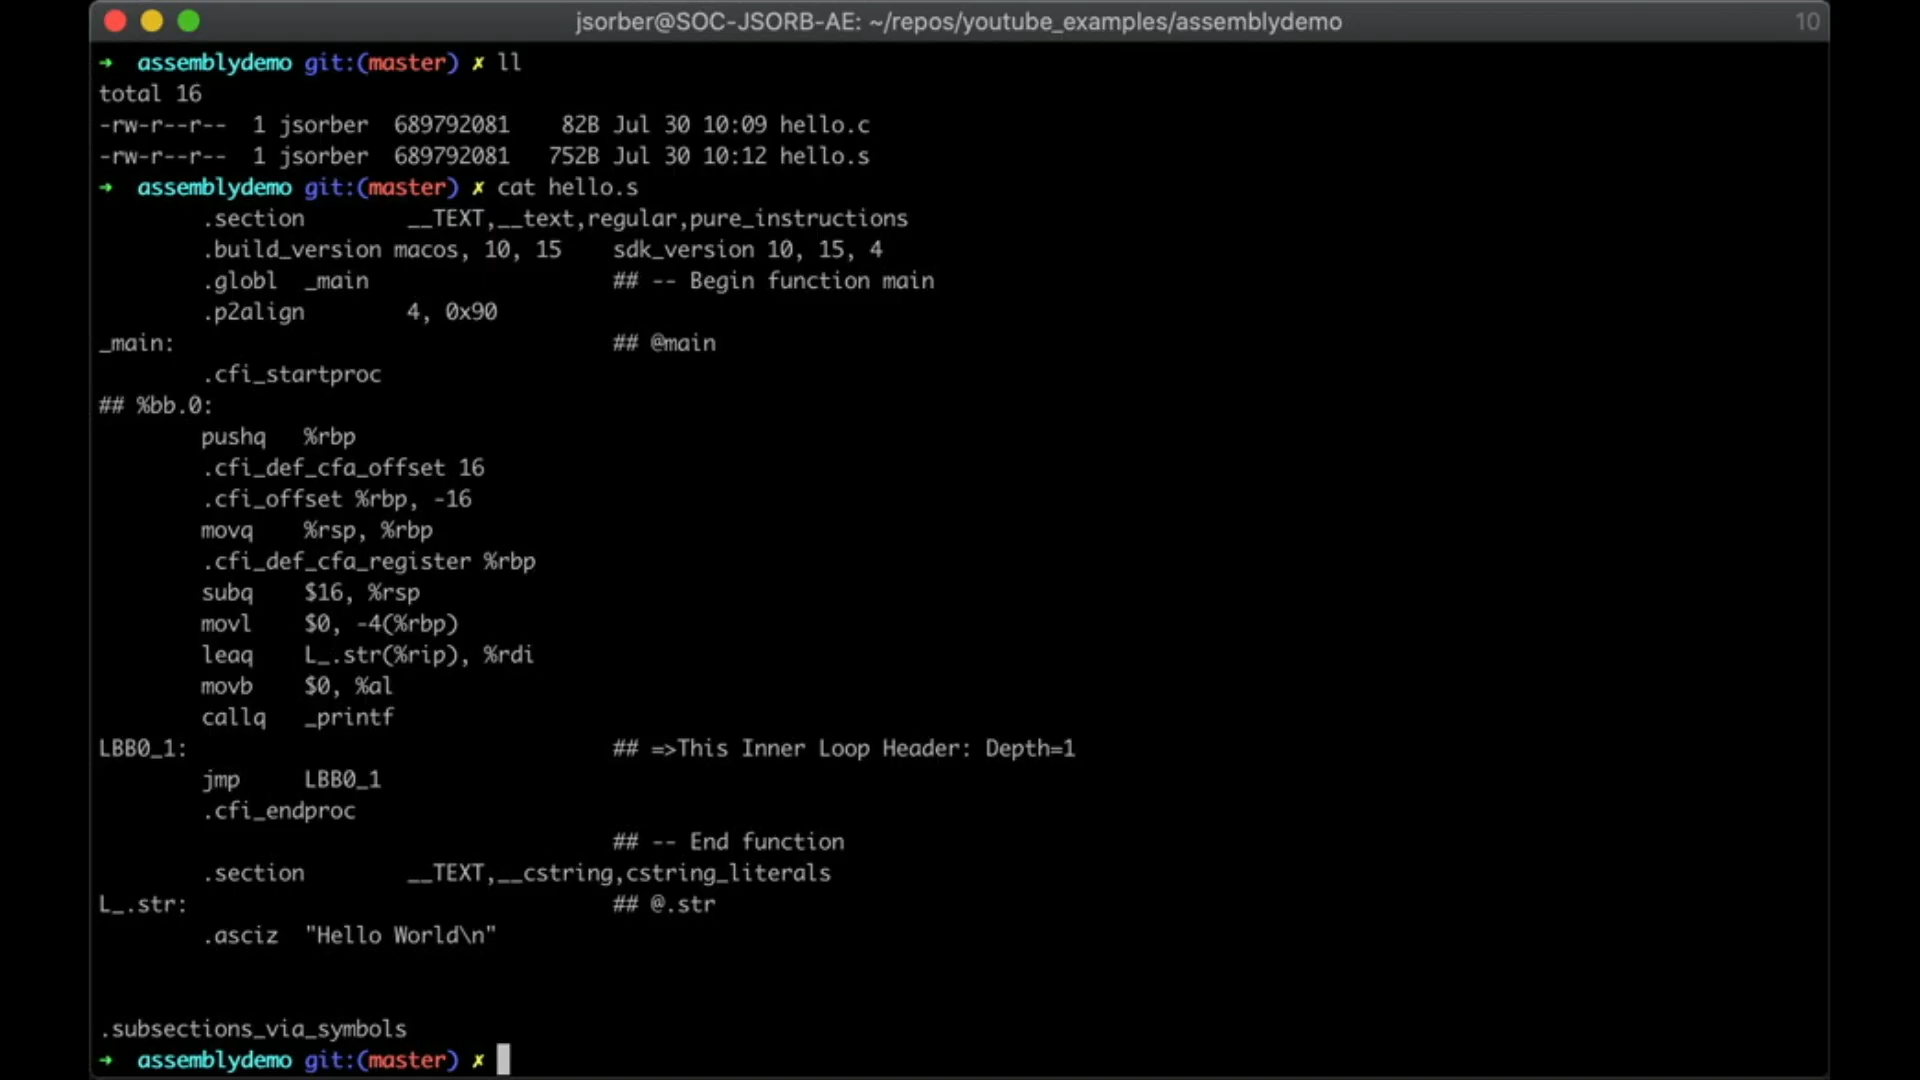 jsorber@SOC-JSORB-AE: ~/repos/youtube_examples/assemblydemo 10
➜ assemblydemo git:(master) ✗ ll
total 16
-rw-r--r-- 1 jsorber 689792081 82B Jul 30 10:09 hello.c
-rw-r--r-- 1 jsorber 689792081 752B Jul 30 10:12 hello.s
➜ assemblydemo git:(master) ✗ cat hello.s
.section __TEXT,__text,regular,pure_instructions
.build_version macos, 10, 15 sdk_version 10, 15, 4
.globl _main ## -- Begin function main
.p2align 4, 0x90
_main: ## @main
.cfi_startproc
## %bb.0:
pushq %rbp
.cfi_def_cfa_offset 16
.cfi_offset %rbp, -16
movq %rsp, %rbp
.cfi_def_cfa_register %rbp
subq $16, %rsp
movl $0, -4(%rbp)
leaq L_.str(%rip), %rdi
movb $0, %al
callq _printf
LBB0_1: ## =>This Inner Loop Header: Depth=1
jmp LBB0_1
.cfi_endproc
## -- End function
.section __TEXT,__cstring,cstring_literals
L_.str: ## @.str
.asciz "Hello World\n"
.subsections_via_symbols
➜ assemblydemo git:(master) ✗